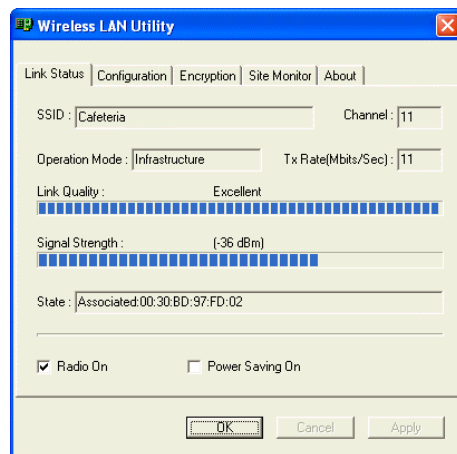 Wireless LAN Utility
Link Status Configuration Encryption Site Monitor About
SSID : Cafeteria Channel : 11
Operation Mode : Infrastructure Tx Rate(Mbits/Sec) : 11
Link Quality : Excellent
Signal Strength : (-36 dBm)
State : Associated:00:30:BD:97:FD:02
Radio On Power Saving On
OK Cancel Apply